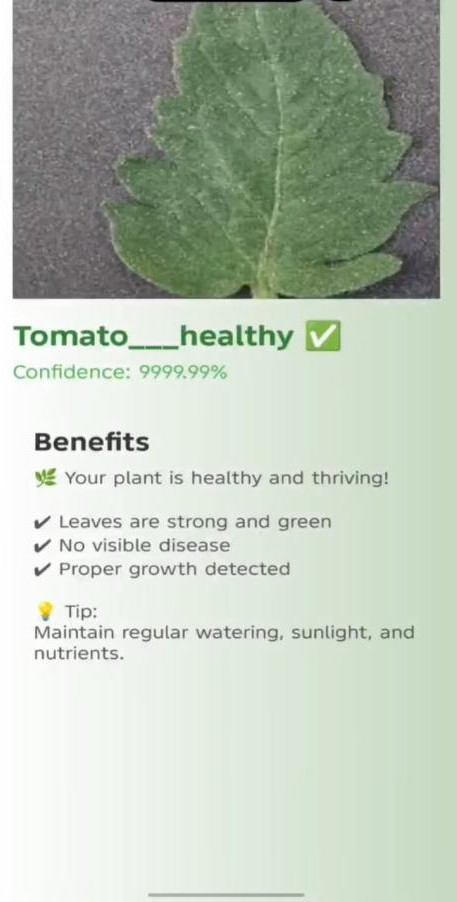 Tomato___healthy ✅
Confidence: 9999.99%
Benefits
🌿 Your plant is healthy and thriving!
✔ Leaves are strong and green
✔ No visible disease
✔ Proper growth detected
💡 Tip:
Maintain regular watering, sunlight, and
nutrients.